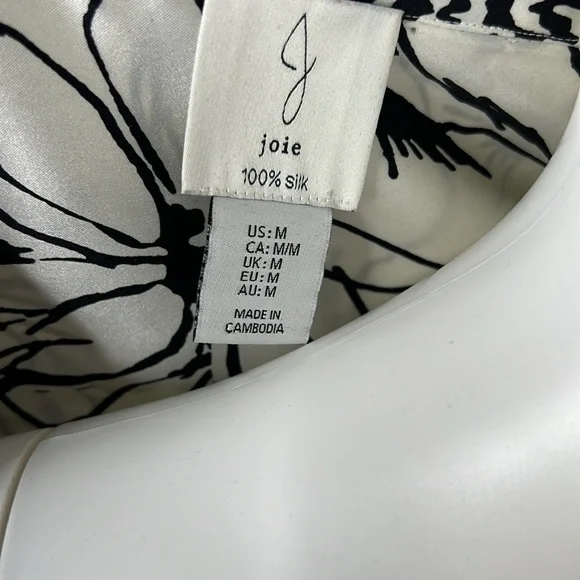 J
joie
100% silk
US: M
CA: M/M
UK: M
EU: M
AU: M
MADE IN
CAMBODIA